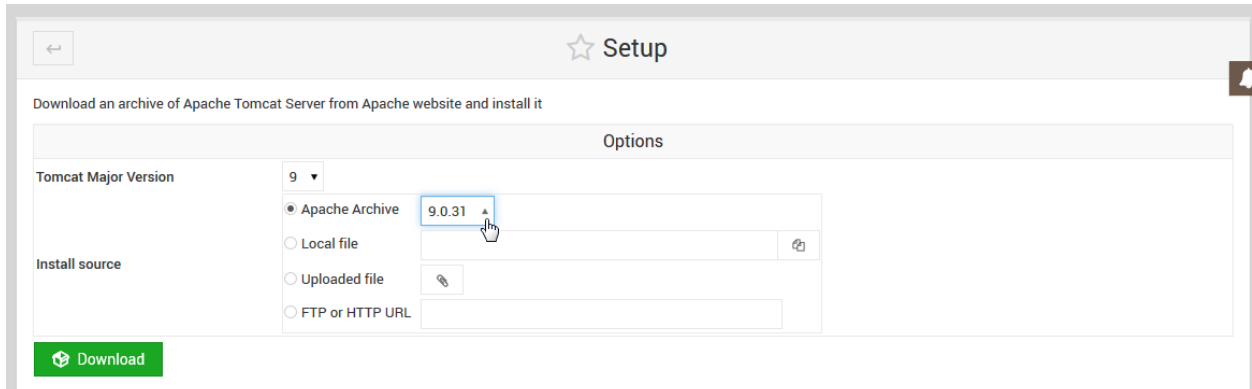 Setup
Download an archive of Apache Tomcat Server from Apache website and install it
Options
Tomcat Major Version 9
Apache Archive 9.0.31
Local file
Install source
Uploaded file
FTP or HTTP URL
Download